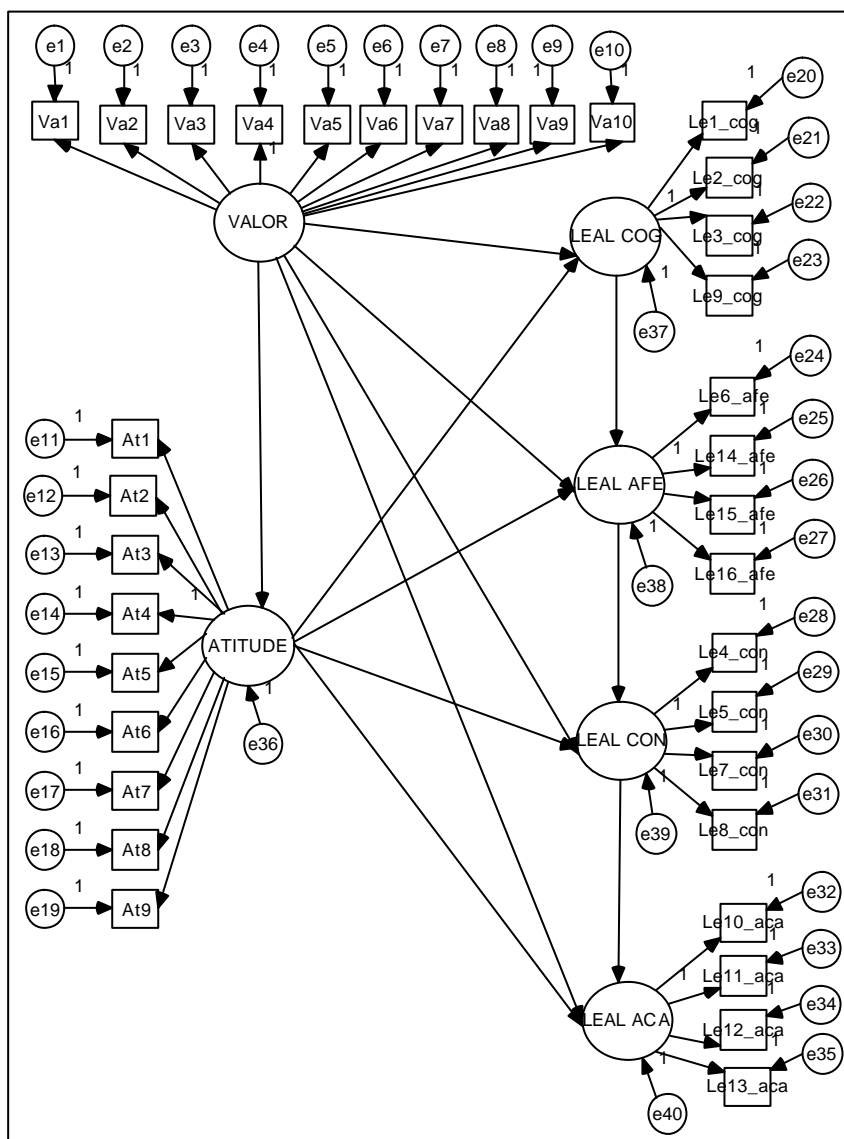 e1 e2 e3 e4 e5 e6 e7 e8 e9 e10
1 1 1 1 1 1 1 1 1 1
Va1 Va2 Va3 Va4 Va5 Va6 Va7 Va8 Va9 Va10
1
VALOR
1 e20
Le1_cog
1 e21
Le2_cog
1 e22
Le3_cog
1 e23
Le9_cog
1
LEAL COG
1
e37
1 e24
Le6_afe
1 e25
Le14_afe
1 e26
Le15_afe
1 e27
Le16_afe
1
LEAL AFE
1
e38
e11 1 At1
e12 1 At2
e13 1 At3
e14 1 At4
e15 1 At5
e16 1 At6
e17 1 At7
e18 1 At8
e19 1 At9
1
ATITUDE
1
e36
1 e28
Le4_con
1 e29
Le5_con
1 e30
Le7_con
1 e31
Le8_con
1
LEAL CON
1
e39
1 e32
Le10_aca
1 e33
Le11_aca
1 e34
Le12_aca
1 e35
Le13_aca
1
LEAL ACA
1
e40